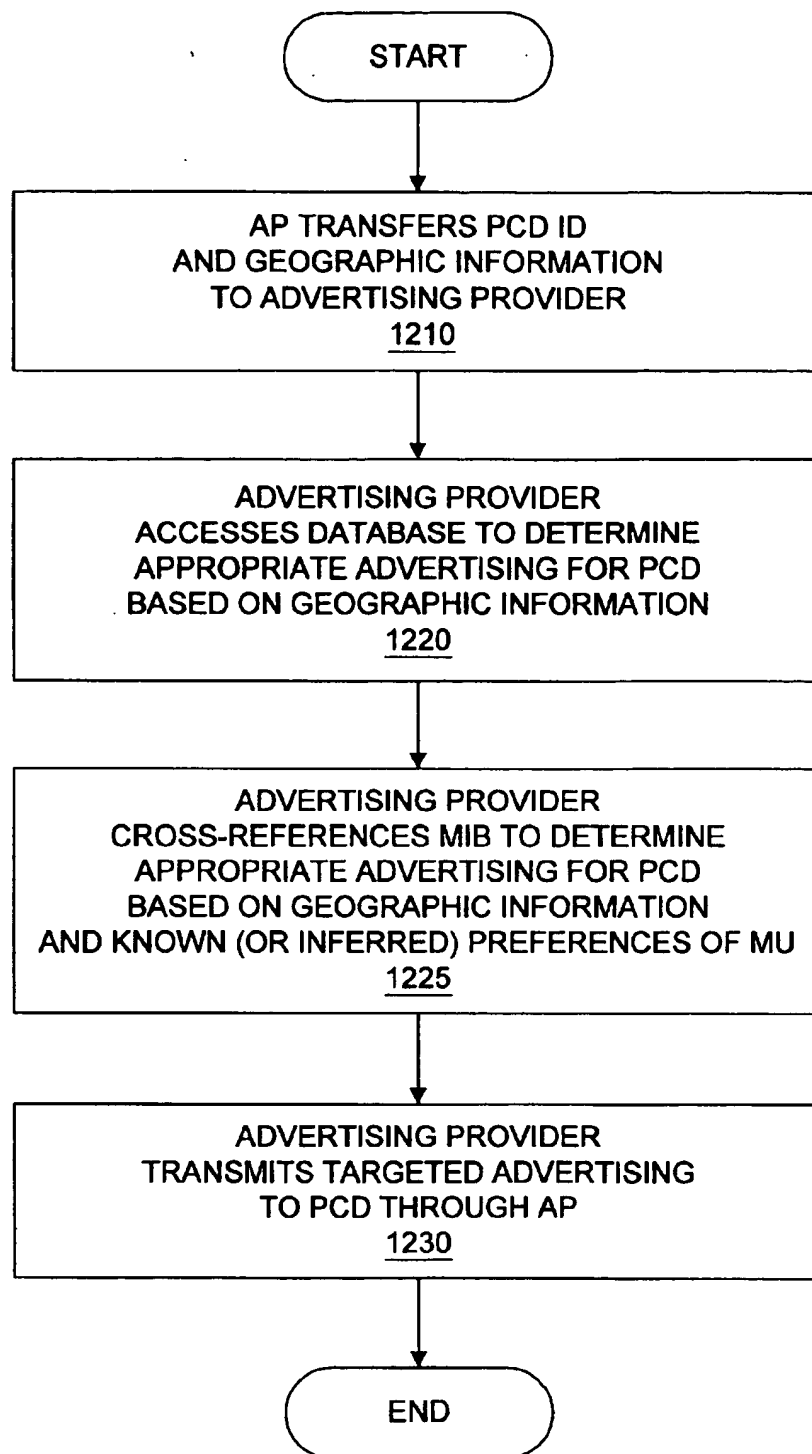 START
AP TRANSFERS PCD ID
AND GEOGRAPHIC INFORMATION
TO ADVERTISING PROVIDER
1210
ADVERTISING PROVIDER
ACCESSES DATABASE TO DETERMINE
APPROPRIATE ADVERTISING FOR PCD
BASED ON GEOGRAPHIC INFORMATION
1220
ADVERTISING PROVIDER
CROSS-REFERENCES MIB TO DETERMINE
APPROPRIATE ADVERTISING FOR PCD
BASED ON GEOGRAPHIC INFORMATION
AND KNOWN (OR INFERRED) PREFERENCES OF MU
1225
ADVERTISING PROVIDER
TRANSMITS TARGETED ADVERTISING
TO PCD THROUGH AP
1230
END